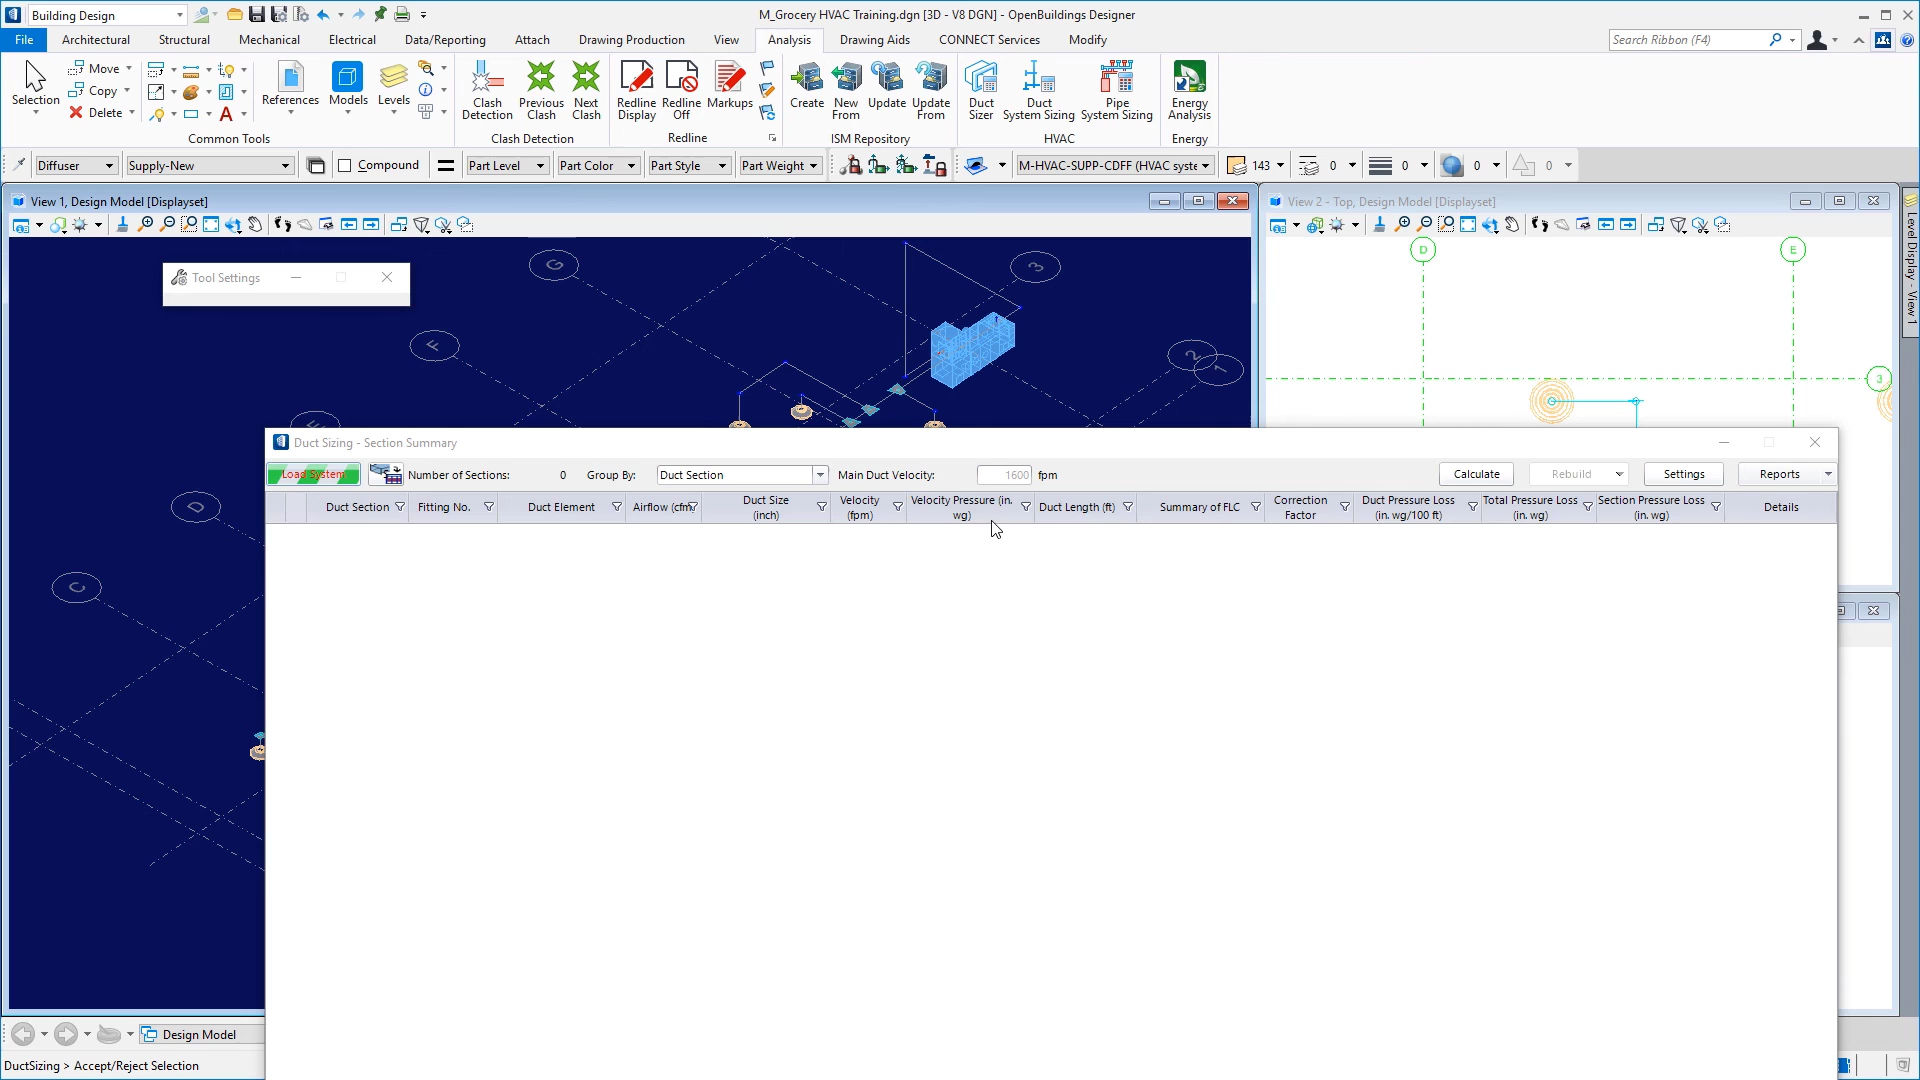 Building Design
M_Grocery HVAC Training.dgn [3D - V8 DGN] - OpenBuildings Designer
File Architectural Structural Mechanical Electrical Data/Reporting Attach Drawing Production View Analysis Drawing Aids CONNECT Services Modify
Search Ribbon (F4)
Selection
Move
Copy
Delete
Common Tools
References
Models
Levels
Clash Detection
Previous Clash
Next Clash
Clash Detection
Redline Display
Redline Off
Markups
Redline
Create
New From
Update
Update From
ISM Repository
Duct Sizer
Duct System Sizing
Pipe System Sizing
HVAC
Energy Analysis
Energy
Diffuser Supply-New Compound Part Level Part Color Part Style Part Weight M-HVAC-SUPP-CDFF (HVAC syste 143 0 0 0 0
View 1, Design Model [Displayset]
View 2 - Top, Design Model [Displayset]
Level Display - View 1
Tool Settings
G
3
F
2
1
D
C
D
E
3
Duct Sizing - Section Summary
Load System Number of Sections: 0 Group By: Duct Section Main Duct Velocity: 1600 fpm Calculate Rebuild Settings Reports
Duct Section
Fitting No.
Duct Element
Airflow (cfm
Duct Size (inch)
Velocity (fpm)
Velocity Pressure (in. wg)
Duct Length (ft)
Summary of FLC
Correction Factor
Duct Pressure Loss (in. wg/100 ft)
Total Pressure Loss (in. wg)
Section Pressure Loss (in. wg)
Details
Design Model
DuctSizing > Accept/Reject Selection